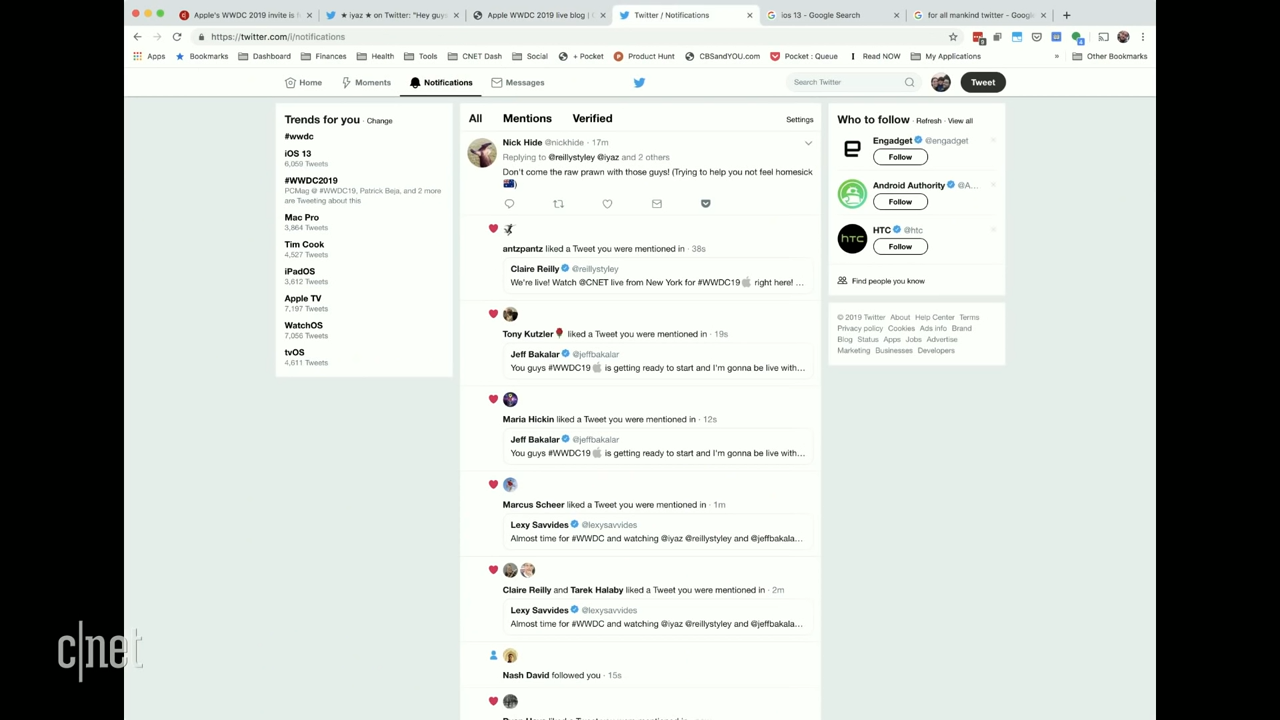 Apple's WWDC 2019 invite is h
★ iyaz ★ on Twitter: "Hey guys
Apple WWDC 2019 live blog |
Twitter / Notifications
ios 13 - Google Search
for all mankind twitter - Goog
https://twitter.com/i/notifications
Apps
Bookmarks
Dashboard
Finances
Health
Tools
CNET Dash
Social
+ Pocket
Product Hunt
CBSandYOU.com
Pocket : Queue
Read NOW
My Applications
»
Other Bookmarks
Home
Moments
Notifications
Messages
Search Twitter
Tweet
Trends for you · Change
#wwdc
iOS 13
6,059 Tweets
#WWDC2019
PCMag @ #WWDC19, Patrick Beja, and 2 more
are Tweeting about this
Mac Pro
3,864 Tweets
Tim Cook
4,527 Tweets
iPadOS
3,612 Tweets
Apple TV
7,197 Tweets
WatchOS
7,056 Tweets
tvOS
4,611 Tweets
All Mentions Verified Settings
Nick Hide @nickhide · 17m
Replying to @reillystyley @iyaz and 2 others
Don't come the raw prawn with those guys! (Trying to help you not feel homesick
🇦🇺)
antzpantz liked a Tweet you were mentioned in · 38s
Claire Reilly @reillystyley
We're live! Watch @CNET live from New York for #WWDC19 right here! ...
Tony Kutzler🌹 liked a Tweet you were mentioned in · 19s
Jeff Bakalar @jeffbakalar
You guys #WWDC19 is getting ready to start and I'm gonna be live with...
Maria Hickin liked a Tweet you were mentioned in · 12s
Jeff Bakalar @jeffbakalar
You guys #WWDC19 is getting ready to start and I'm gonna be live with...
Marcus Scheer liked a Tweet you were mentioned in · 1m
Lexy Savvides @lexysavvides
Almost time for #WWDC and watching @iyaz @reillystyley and @jeffbakala...
Claire Reilly and Tarek Halaby liked a Tweet you were mentioned in · 2m
Lexy Savvides @lexysavvides
Almost time for #WWDC and watching @iyaz @reillystyley and @jeffbakala...
Nash David followed you · 15s
Who to follow · Refresh · View all
Engadget @engadget
Follow
Android Authority @A...
Follow
hTC
HTC @htc
Follow
Find people you know
© 2019 Twitter About Help Center Terms
Privacy policy Cookies Ads info Brand
Blog Status Apps Jobs Advertise
Marketing Businesses Developers
c|net